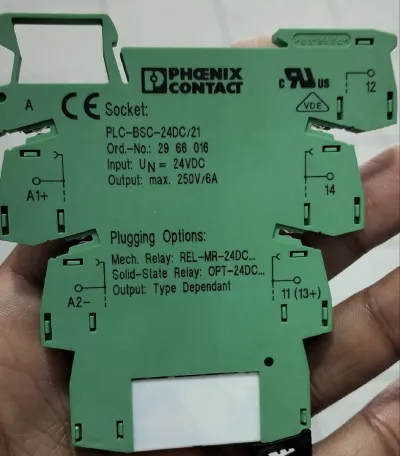 PHŒNIX
CONTACT
c RU US
VDE
12
A
CE Socket:
PLC-BSC-24DC/21
Ord.-No.: 29 66 016
Input: UN = 24VDC
Output: max. 250V/6A
A1+
14
Plugging Options:
Mech. Relay: REL-MR-24DC...
Solid-State Relay: OPT-24DC...
Output: Type Dependant
A2-
11 (13+)